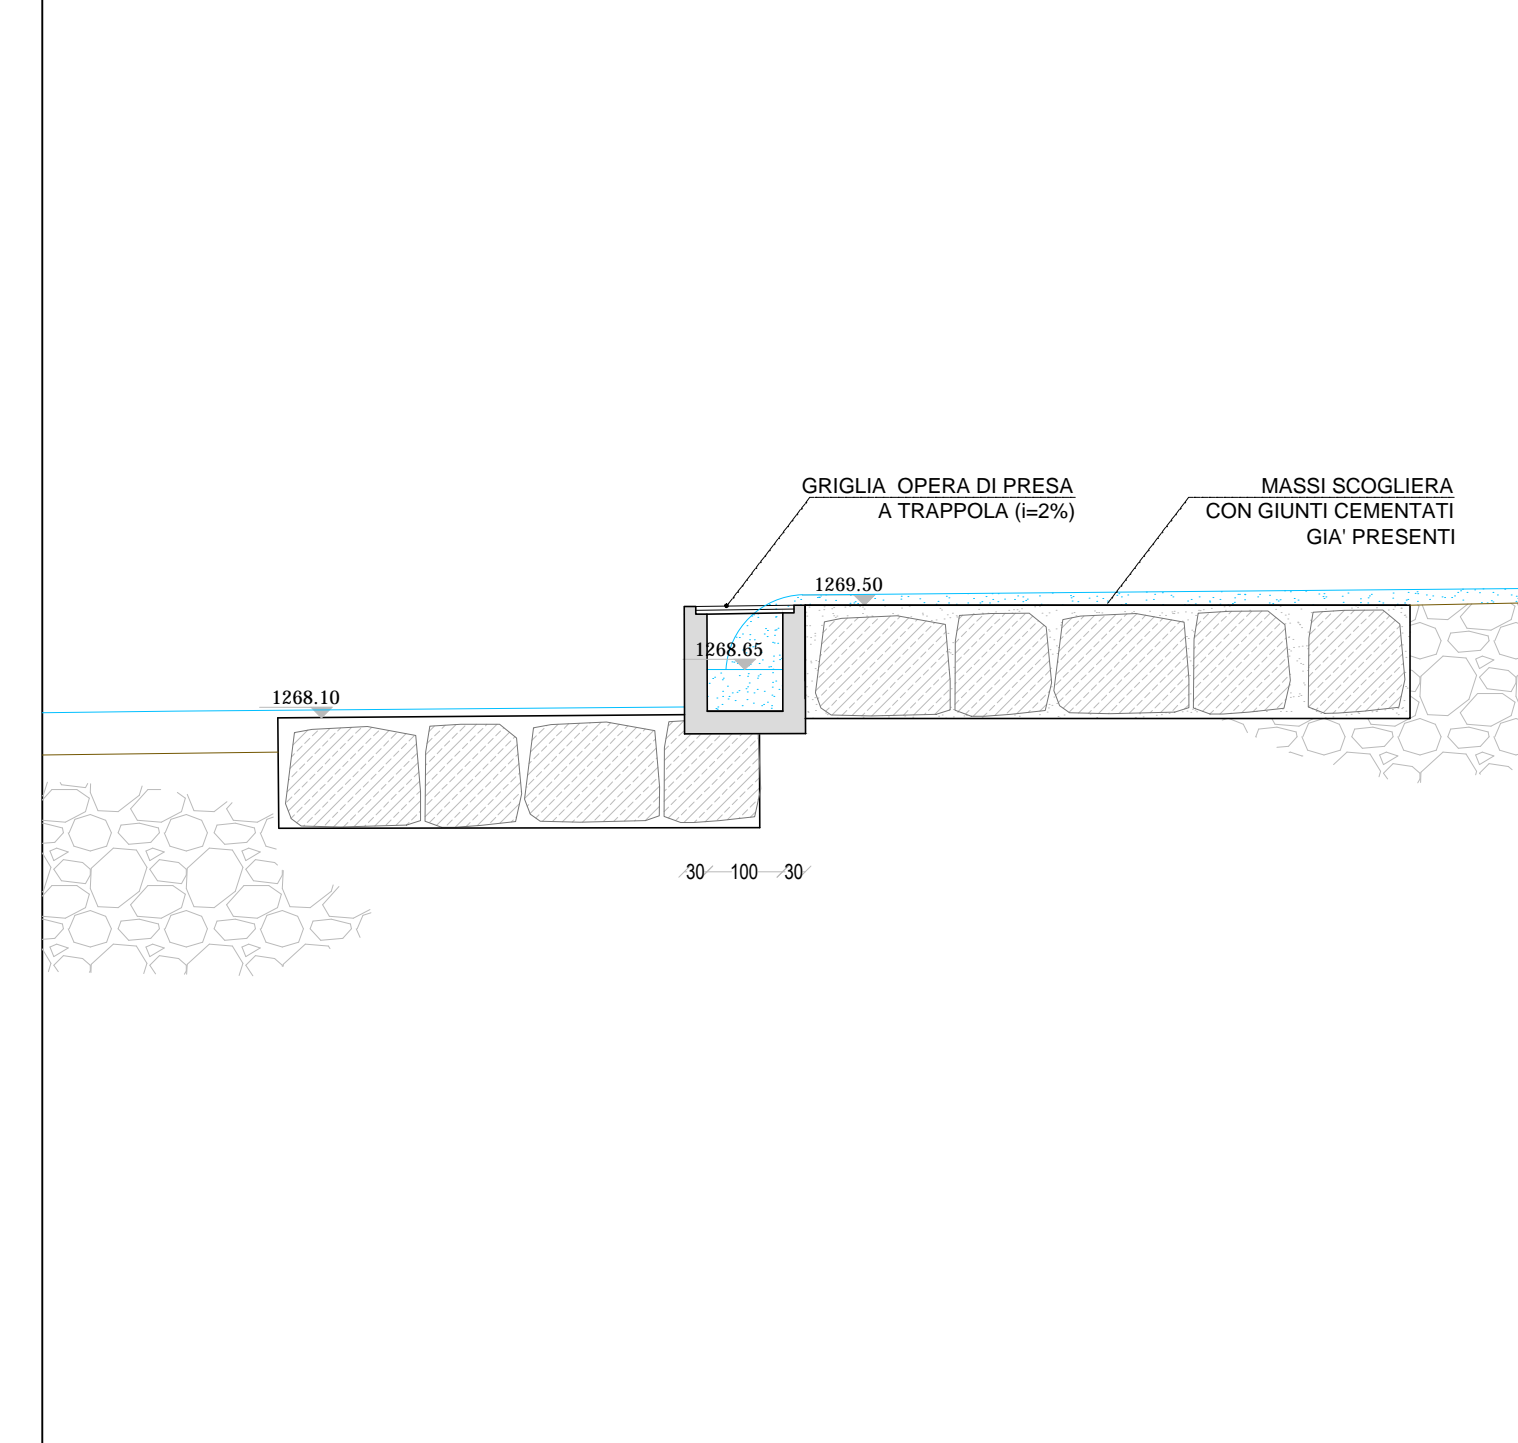 GRIGLIA  OPERA DI PRESA
A TRAPPOLA (i=2%)
MASSI SCOGLIERA
CON GIUNTI CEMENTATI
GIA' PRESENTI
1269.50
1268.65
1268.10
30 100 30